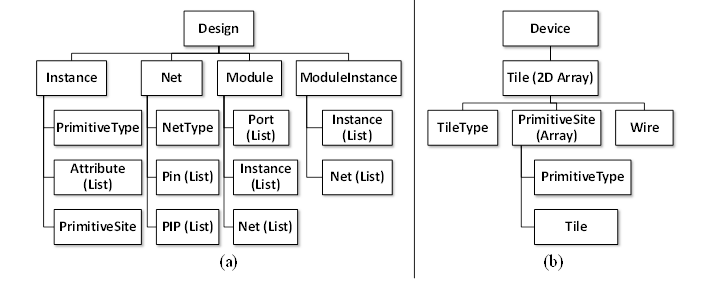 Design
Instance
Net
Module
ModuleInstance
PrimitiveType
NetType
Port
(List)
Instance
(List)
Attribute
(List)
Pin (List)
Instance
(List)
Net (List)
PrimitiveSite
PIP (List)
Net (List)
(a)
Device
Tile (2D Array)
TileType
PrimitiveSite
(Array)
Wire
PrimitiveType
Tile
(b)